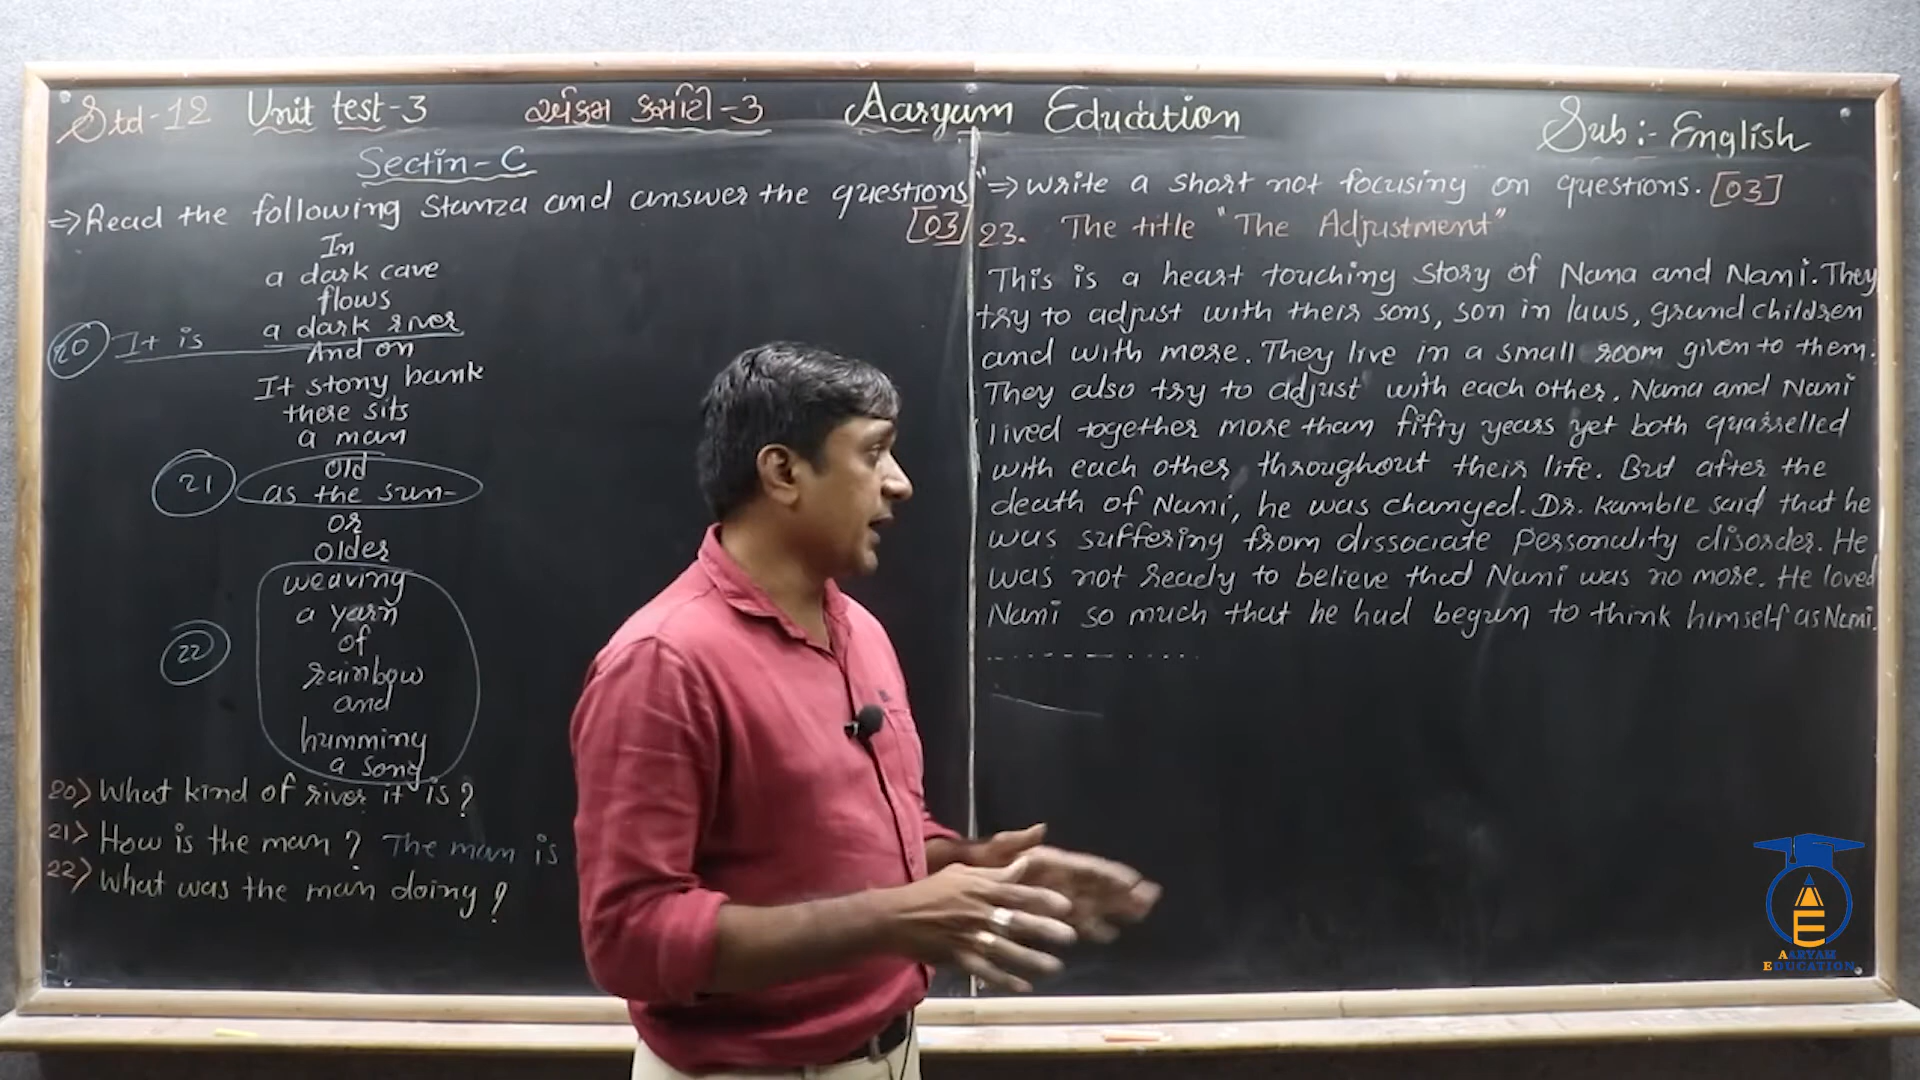 Std-12 Unit test-3 એકમ કસોટી-3 Aaryam Education Sub:- English
Sectin-C
⇒ Read the following stanza and answer the questions"
[03]
In
a dark cave
flows
20 It is a dark river
And on
It stony bank
there sits
a man
21 old
as the sun-
or
older
weaving
a yarn
22 of
rainbow
and
humming
a song
20) What kind of river it is?
21) How is the man? The man is
22) What was the man doing?
⇒ write a short not focusing on questions. [03]
23. The title "The Adjustment"
This is a heart touching story of Nana and Nani. They
try to adjust with their sons, son in laws, grand children
and with more. They live in a small room given to them.
They also try to adjust with each other. Nana and Nani
lived together more than fifty years yet both quarrelled
with each other throughout their life. But after the
death of Nani, he was changed. Dr. Kamble said that he
was suffering from dissociate personality disorder. He
was not ready to believe that Nani was no more. He loved
Nani so much that he had begun to think himself as Nani.
AARYAM
EDUCATION